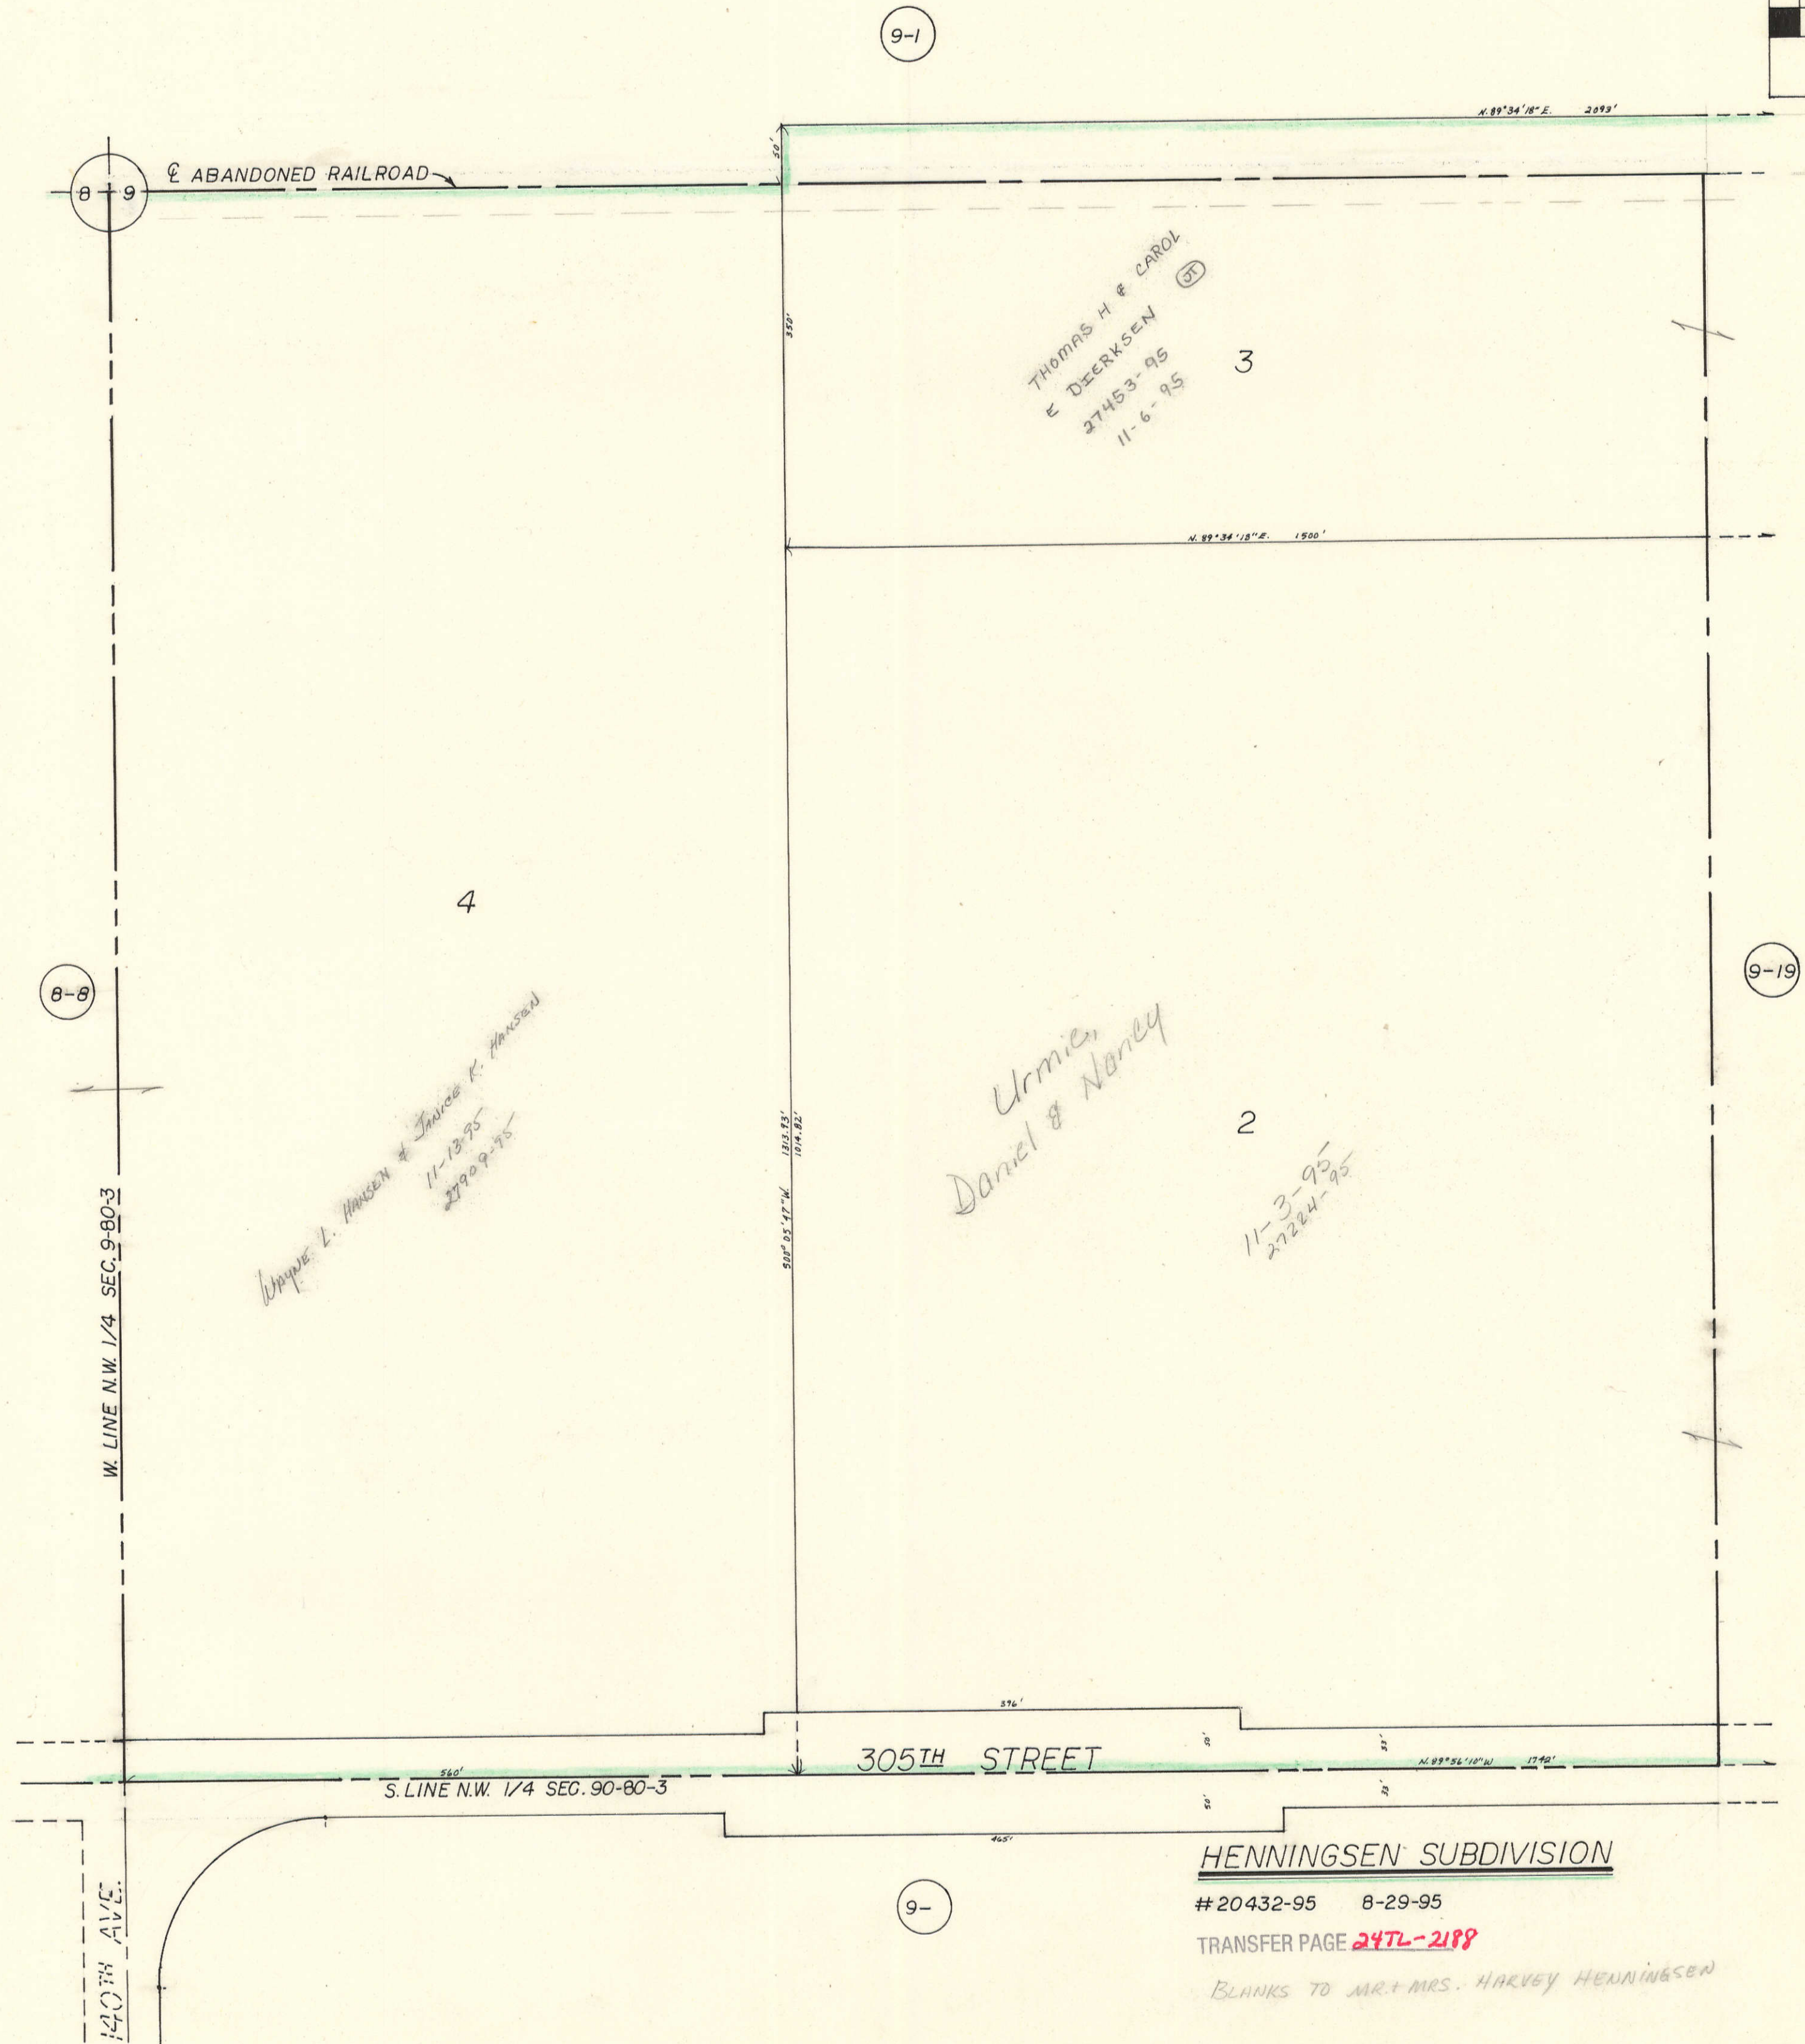 9-1
N. 89°34'18" E. 2093'
50'
8 9
℄ ABANDONED RAILROAD
350'
THOMAS H & CAROL
E DIERKSEN JT
27453-95
11-6-95
3
N. 89°34'18" E. 1500'
4
8-8
9-19
WAYNE L. HANSEN & JANICE K. HANSEN
11-13-95
27909-95
Daniel & Nancy
2
11-3-95
27224-95
1313.93'
1014.82'
S00° 05' 47" W.
W. LINE N.W. 1/4 SEC. 9-80-3
396'
305TH STREET
50'
33'
N. 89°56'10" W 1742'
560'
S. LINE N.W. 1/4 SEC. 90-80-3
50'
33'
465'
HENNINGSEN SUBDIVISION
#20432-95 8-29-95
TRANSFER PAGE 24TL-2188
BLANKS TO MR. + MRS. HARVEY HENNINGSEN
9-
140TH AVE.